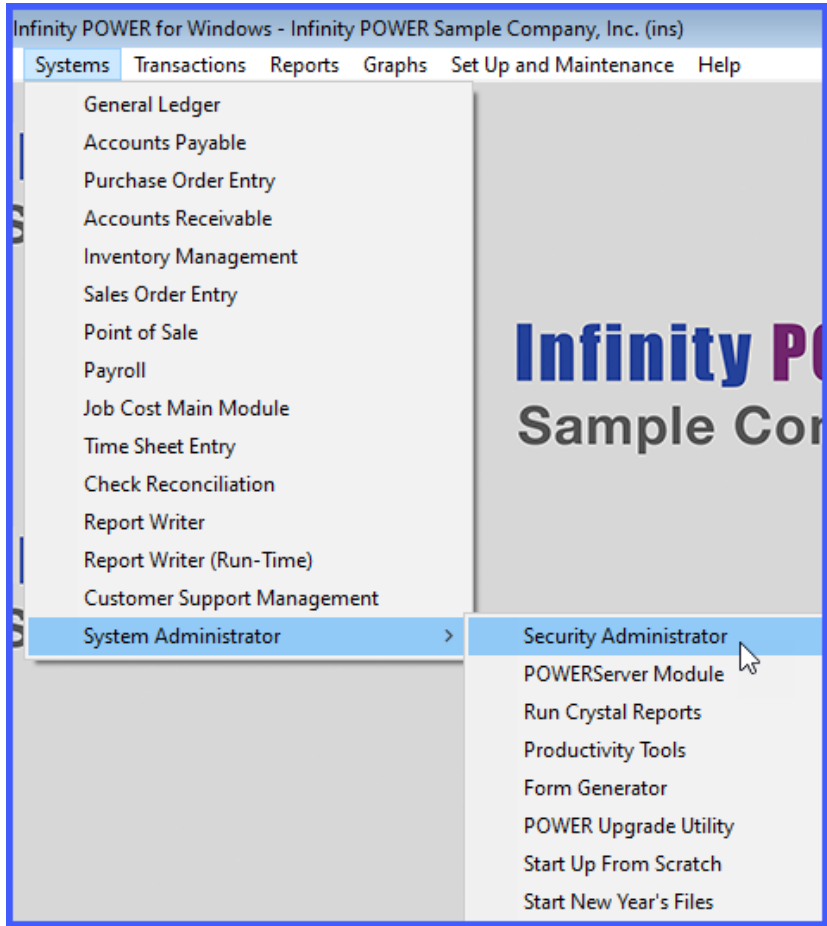 Infinity POWER for Windows - Infinity POWER Sample Company, Inc. (ins)
Systems Transactions Reports Graphs Set Up and Maintenance Help
General Ledger
Accounts Payable
Purchase Order Entry
Accounts Receivable
Inventory Management
Sales Order Entry
Point of Sale
Payroll
Job Cost Main Module
Time Sheet Entry
Check Reconciliation
Report Writer
Report Writer (Run-Time)
Customer Support Management
System Administrator >
Security Administrator
POWERServer Module
Run Crystal Reports
Productivity Tools
Form Generator
POWER Upgrade Utility
Start Up From Scratch
Start New Year's Files
Infinity
Sample